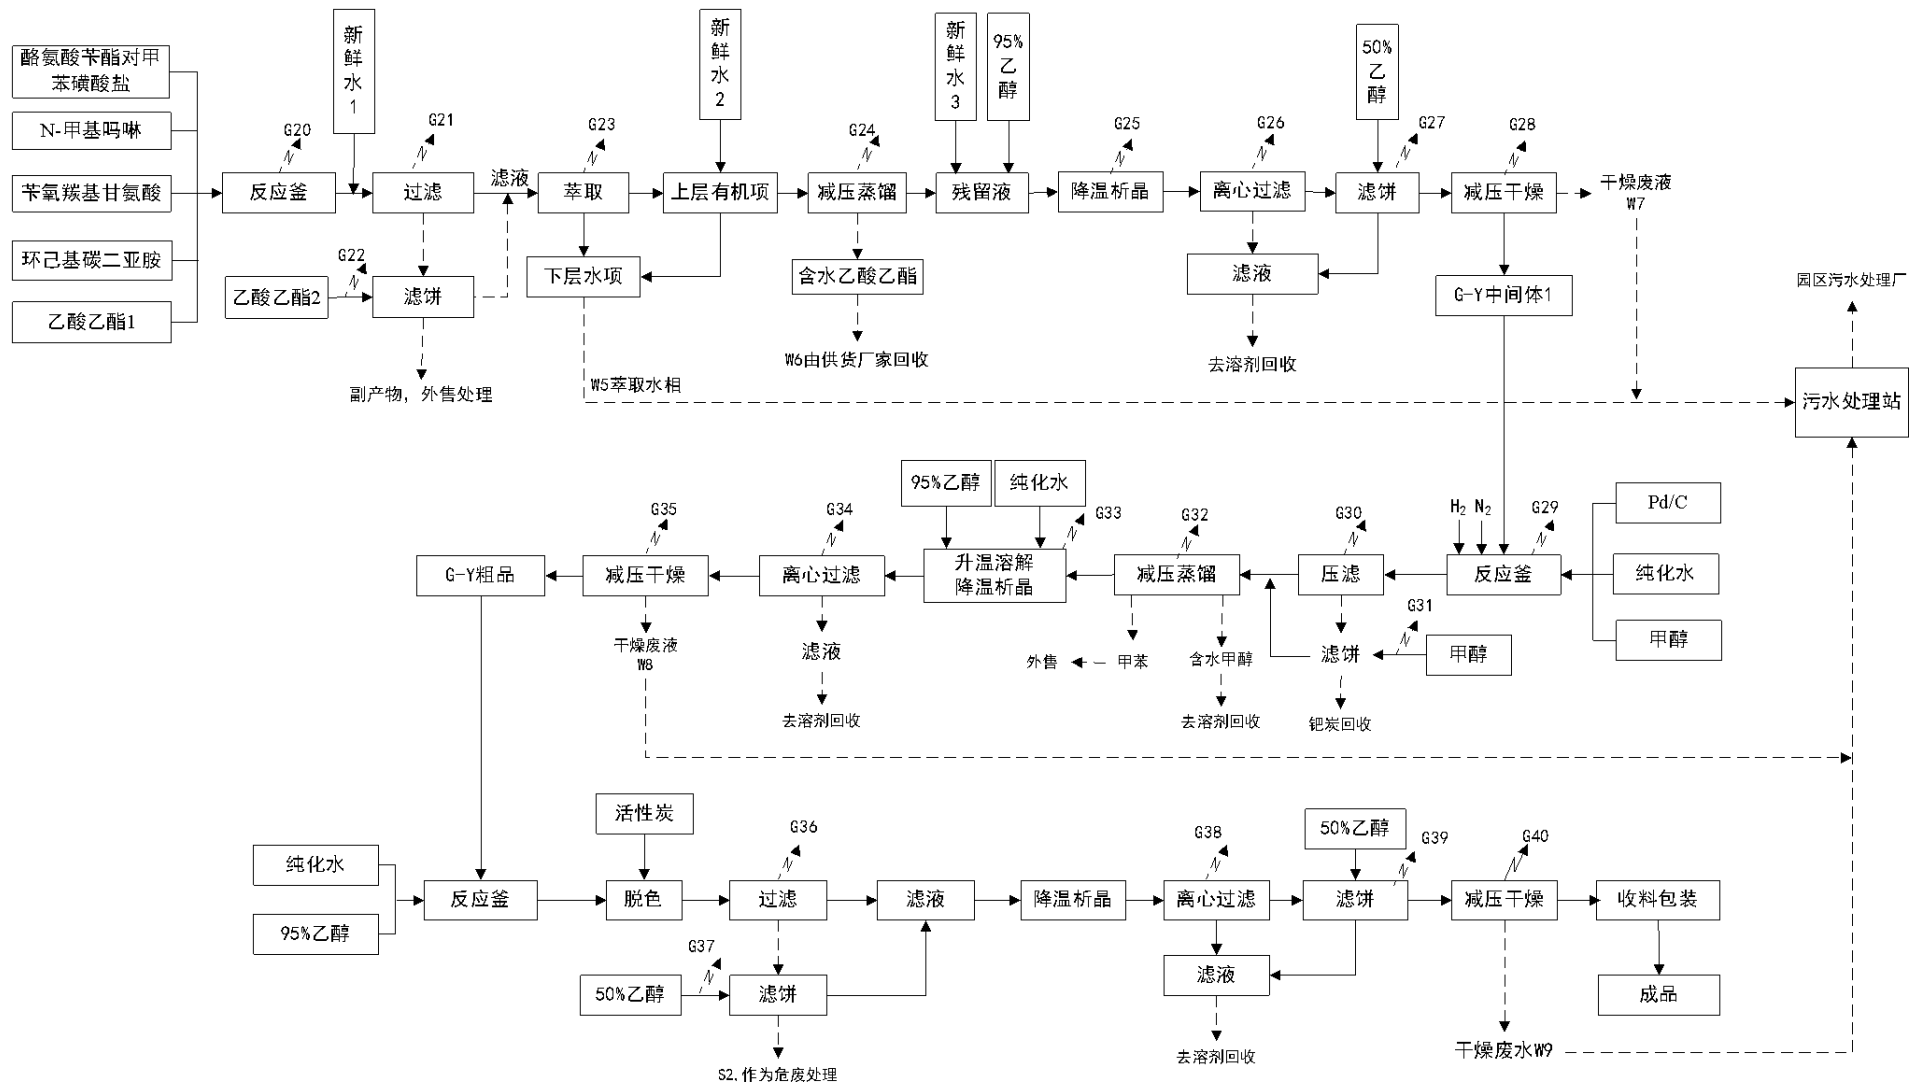 酪氨酸苄酯对甲
苯磺酸盐
N-甲基吗啉
苄氧羰基甘氨酸
环己基碳二亚胺
乙酸乙酯1
反应釜
G20
新鲜水1
过滤
G21
滤液
乙酸乙酯2
G22
滤饼
副产物，外售处理
萃取
G23
下层水项
W5萃取水相
新鲜水2
上层有机项
减压蒸馏
G24
含水乙酸乙酯
W6由供货厂家回收
新鲜水3
95%乙醇
残留液
降温析晶
G25
离心过滤
G26
滤液
去溶剂回收
50%乙醇
滤饼
G27
减压干燥
G28
干燥废液
W7
G-Y中间体1
园区污水处理厂
污水处理站
Pd/C
纯化水
甲醇
H2
N2
G29
反应釜
压滤
G30
G31
甲醇
滤饼
钯炭回收
减压蒸馏
G32
含水甲醇
去溶剂回收
甲苯
外售
95%乙醇
纯化水
G33
升温溶解
降温析晶
离心过滤
G34
滤液
去溶剂回收
减压干燥
G35
干燥废液
W8
G-Y粗品
纯化水
95%乙醇
反应釜
活性炭
脱色
过滤
G36
50%乙醇
G37
滤饼
S2,作为危废处理
滤液
降温析晶
离心过滤
G38
滤液
去溶剂回收
50%乙醇
滤饼
G39
减压干燥
G40
干燥废水W9
收料包装
成品